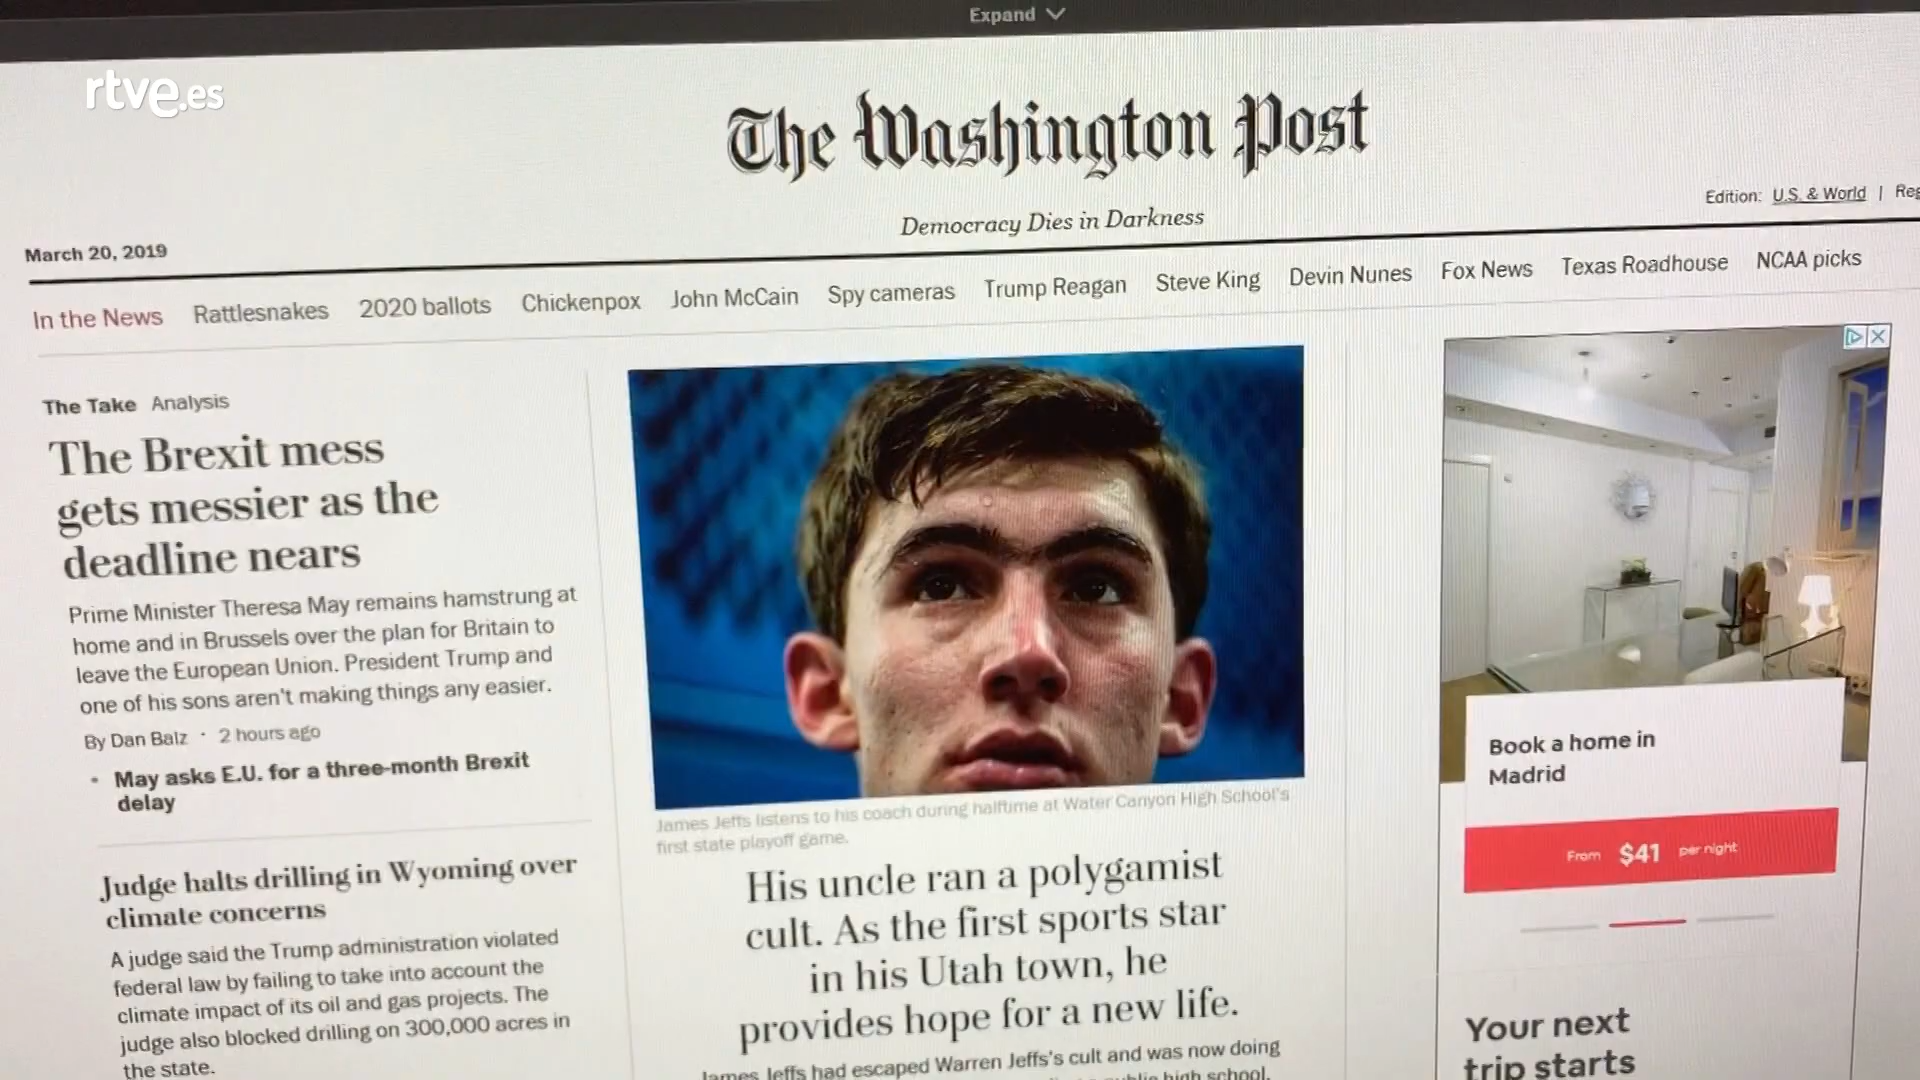 Expand
rtve.es
The Washington Post
Democracy Dies in Darkness
Edition: U.S. & World |
March 20, 2019
In the News Rattlesnakes 2020 ballots Chickenpox John McCain Spy cameras Trump Reagan Steve King Devin Nunes Fox News Texas Roadhouse NCAA picks
The Take Analysis
The Brexit mess
gets messier as the
deadline nears
Prime Minister Theresa May remains hamstrung at
home and in Brussels over the plan for Britain to
leave the European Union. President Trump and
one of his sons aren't making things any easier.
By Dan Balz • 2 hours ago
• May asks E.U. for a three-month Brexit
delay
Judge halts drilling in Wyoming over
climate concerns
A judge said the Trump administration violated
federal law by failing to take into account the
climate impact of its oil and gas projects. The
judge also blocked drilling on 300,000 acres in
the state.
James Jeffs listens to his coach during halftime at Water Canyon High School's
first state playoff game.
His uncle ran a polygamist
cult. As the first sports star
in his Utah town, he
provides hope for a new life.
James Jeffs had escaped Warren Jeffs's cult and was now doing
high school.
Book a home in
Madrid
From $41 per night
Your next
trip starts